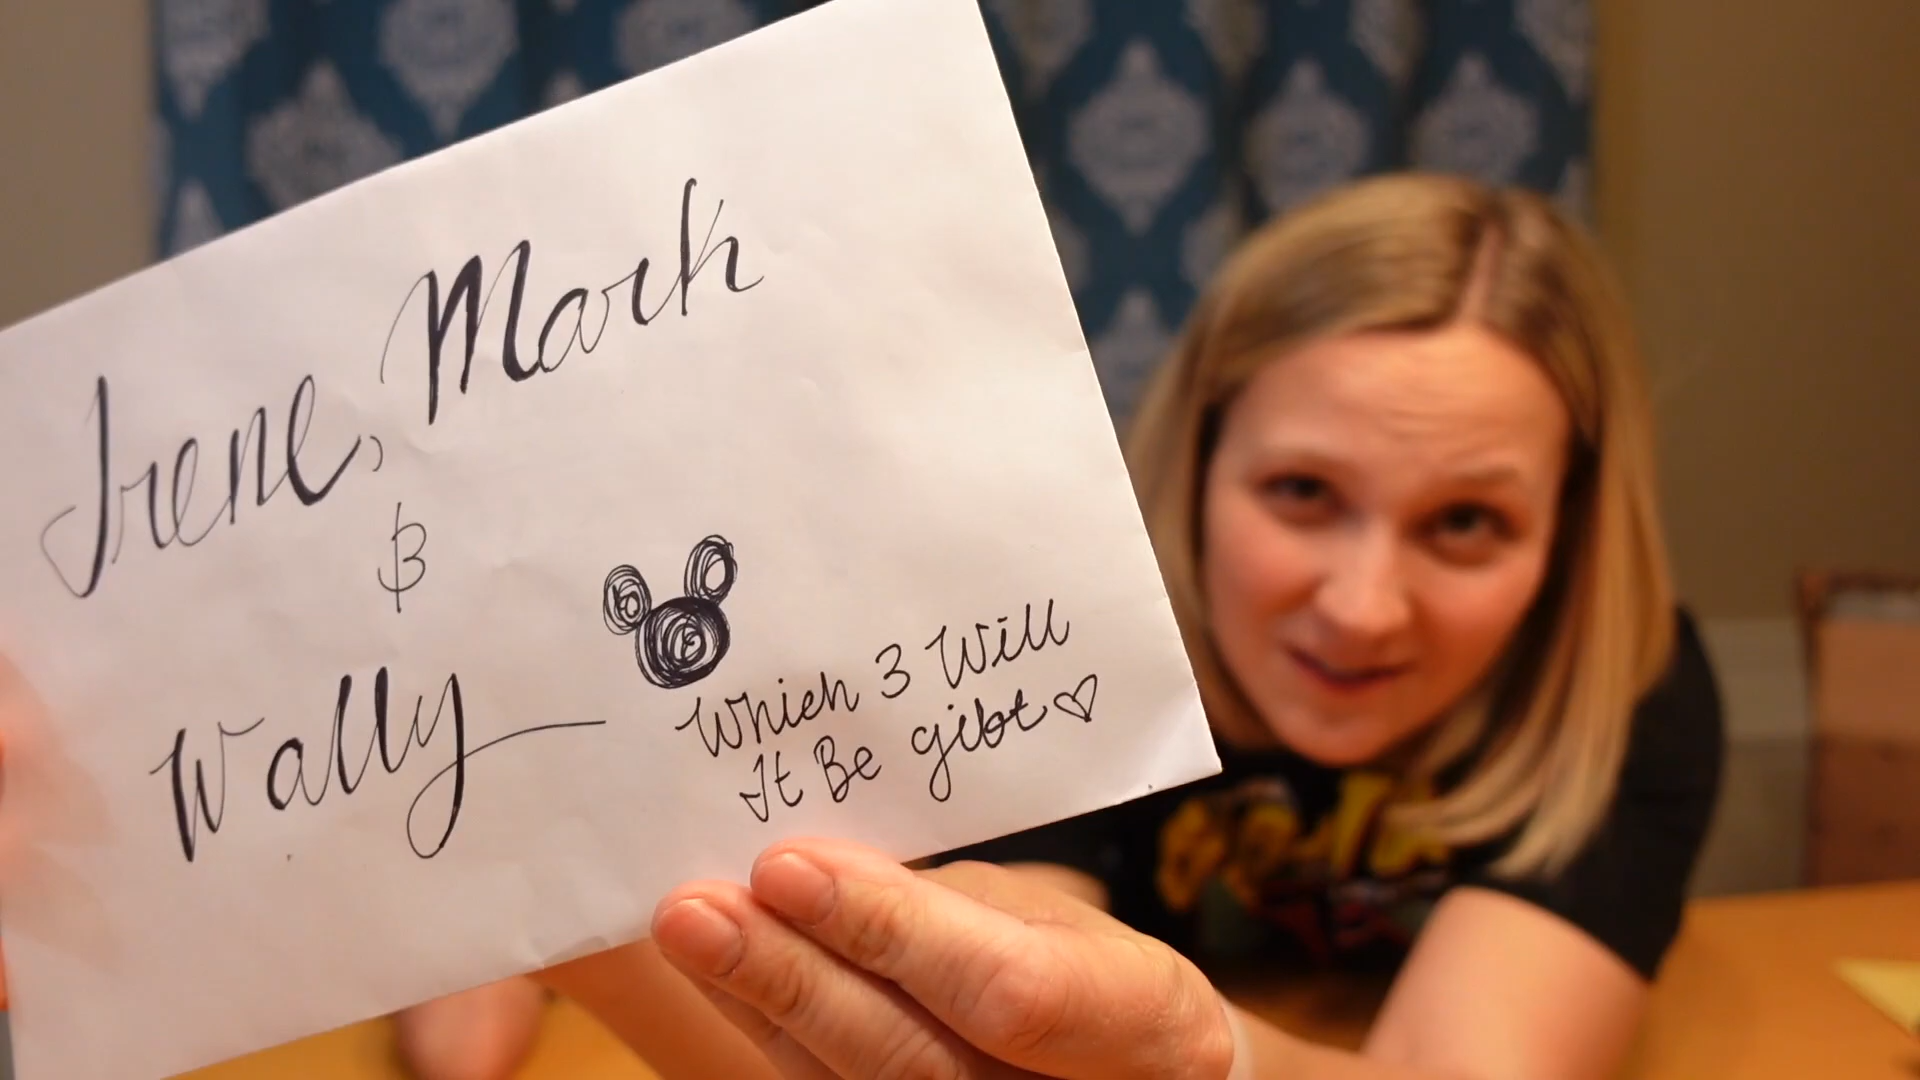 Irene, Mark
&
Wally
Which 3 Will
It Be gibt ♡